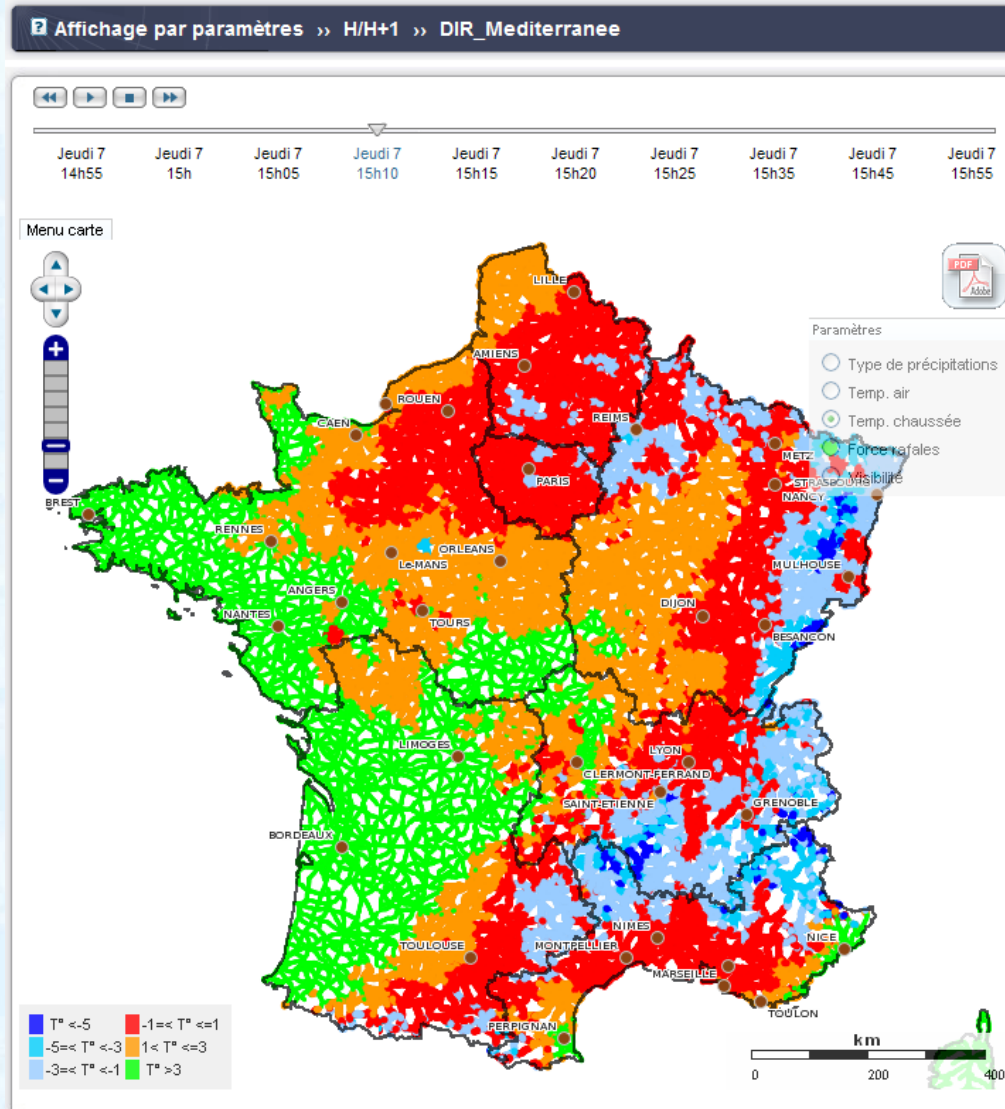 Affichage par paramètres ›› H/H+1 ›› DIR_Mediterranee
Jeudi 7 Jeudi 7 Jeudi 7 Jeudi 7 Jeudi 7 Jeudi 7 Jeudi 7 Jeudi 7 Jeudi 7 Jeudi 7
14h55 15h 15h05 15h10 15h15 15h20 15h25 15h35 15h45 15h55
Menu carte
PDF
Adobe
Paramètres
Type de précipitations
Temp. air
Temp. chaussée
Force rafales
Visibilité
LILLE
AMIENS
ROUEN
REIMS
CAEN
METZ
PARIS
STRASBOURG
NANCY
BREST
RENNES
ORLEANS
Le-MANS
MULHOUSE
ANGERS
DIJON
NANTES
TOURS
BESANCON
LIMOGES
LYON
CLERMONT-FERRAND
SAINT-ETIENNE
GRENOBLE
BORDEAUX
NIMES
NICE
TOULOUSE
MONTPELLIER
MARSEILLE
TOULON
PERPIGNAN
T° <-5 -1=< T° <=1
-5=< T° <-3 1< T° <=3
-3=< T° <-1 T° >3
km
0 200 400